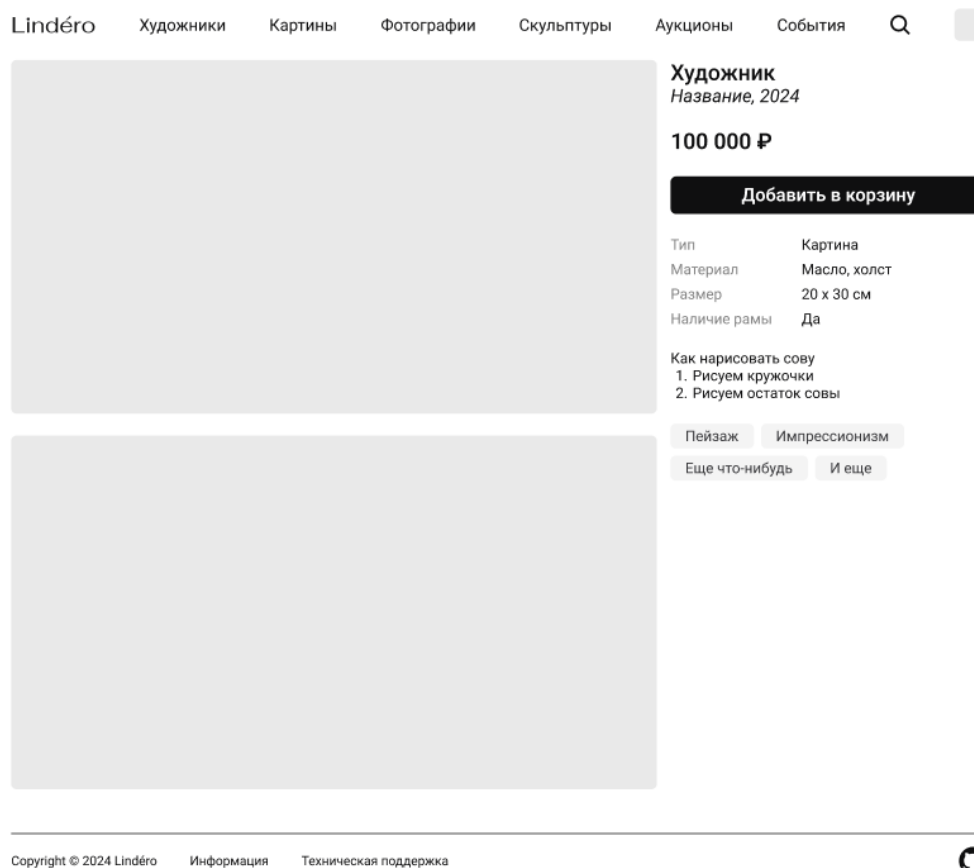 Lindéro Художники Картины Фотографии Скульптуры Аукционы События
Художник
Название, 2024
100 000 ₽
Добавить в корзину
Тип Картина
Материал Масло, холст
Размер 20 х 30 см
Наличие рамы Да
Как нарисовать сову
1. Рисуем кружочки
2. Рисуем остаток совы
Пейзаж Импрессионизм
Еще что-нибудь И еще
Copyright © 2024 Lindéro Информация Техническая поддержка